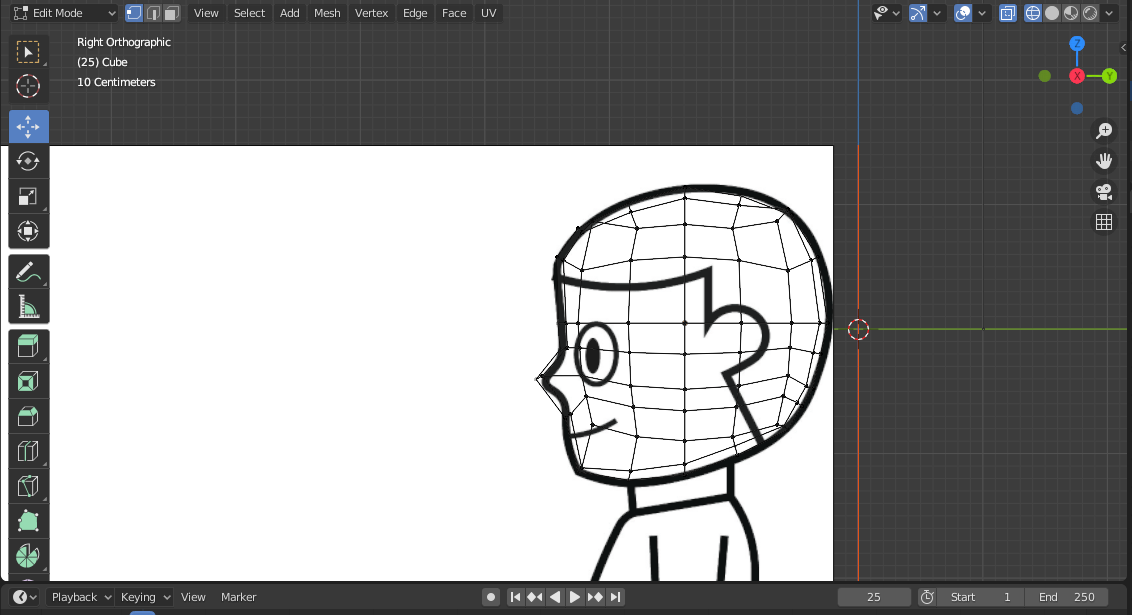 Edit Mode View Select Add Mesh Vertex Edge Face UV
Right Orthographic
(25) Cube
10 Centimeters
Z
X
Y
Playback Keying View Marker 25 Start 1 End 250